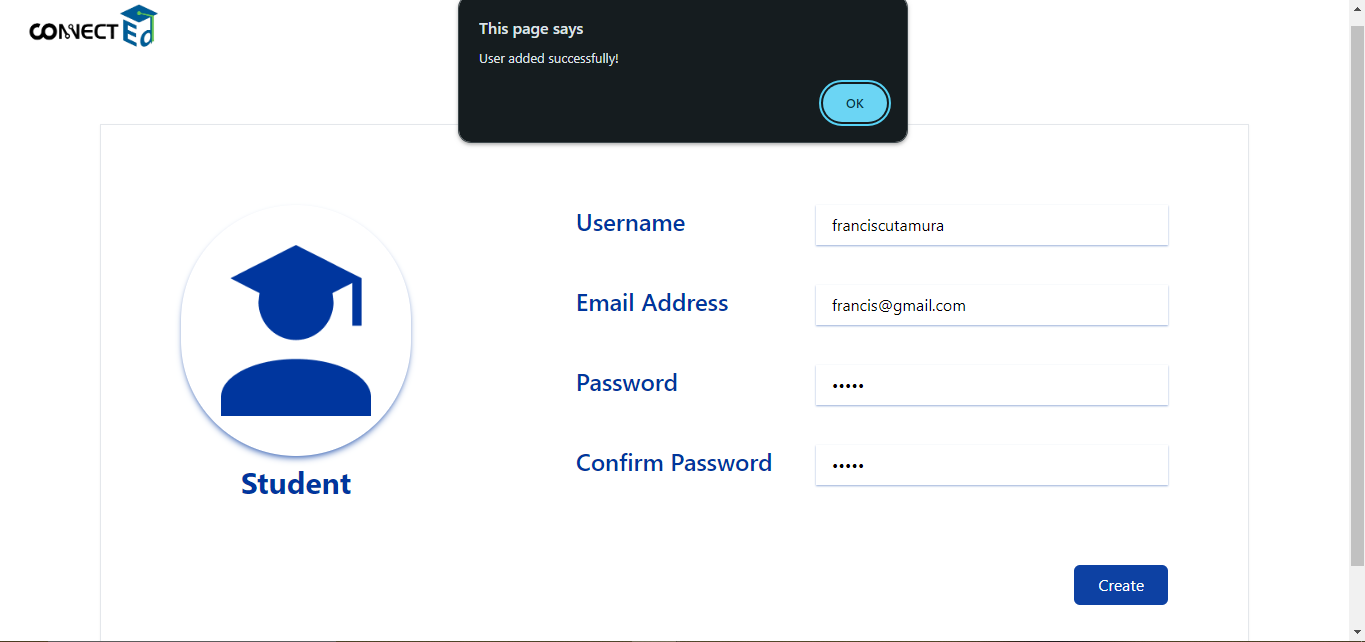 CONNECT Ed
This page says
User added successfully!
OK
Username
franciscutamura
Email Address
francis@gmail.com
Password
•••••
Confirm Password
•••••
Student
Create